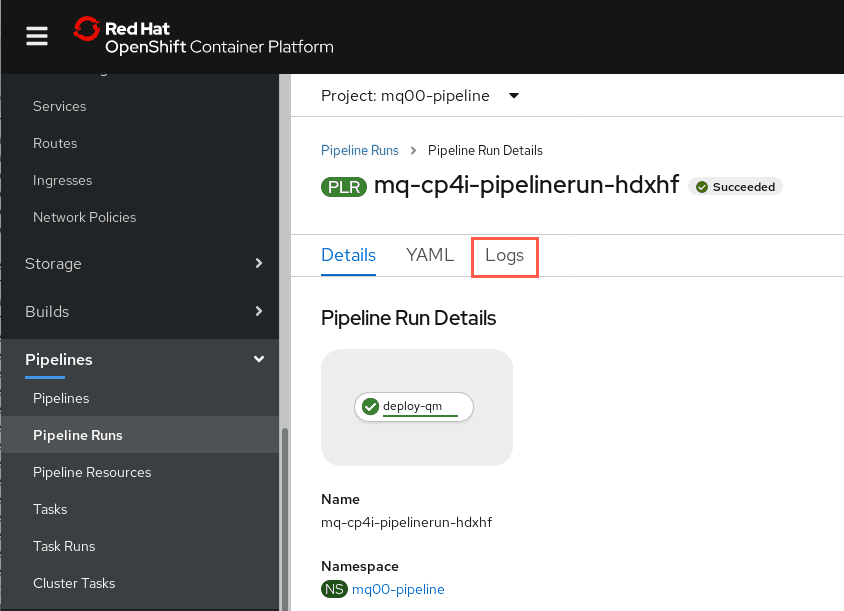 Red Hat
OpenShift Container Platform
Services
Routes
Ingresses
Network Policies
Storage
Builds
Pipelines
Pipelines
Pipeline Runs
Pipeline Resources
Tasks
Task Runs
Cluster Tasks
Project: mq00-pipeline
Pipeline Runs > Pipeline Run Details
PLR mq-cp4i-pipelinerun-hdxhf Succeeded
Details YAML Logs
Pipeline Run Details
deploy-qm
Name
mq-cp4i-pipelinerun-hdxhf
Namespace
NS mq00-pipeline